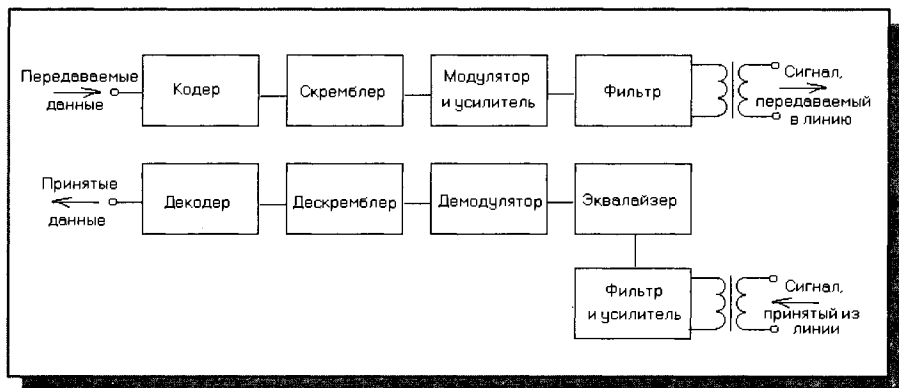 Передаваемые
данные
Кодер
Скремблер
Модулятор
и усилитель
Фильтр
Сигнал,
передаваемый
в линию
Принятые
данные
Декодер
Дескремблер
Демодулятор
Эквалайзер
Фильтр
и усилитель
Сигнал,
принятый из
линии